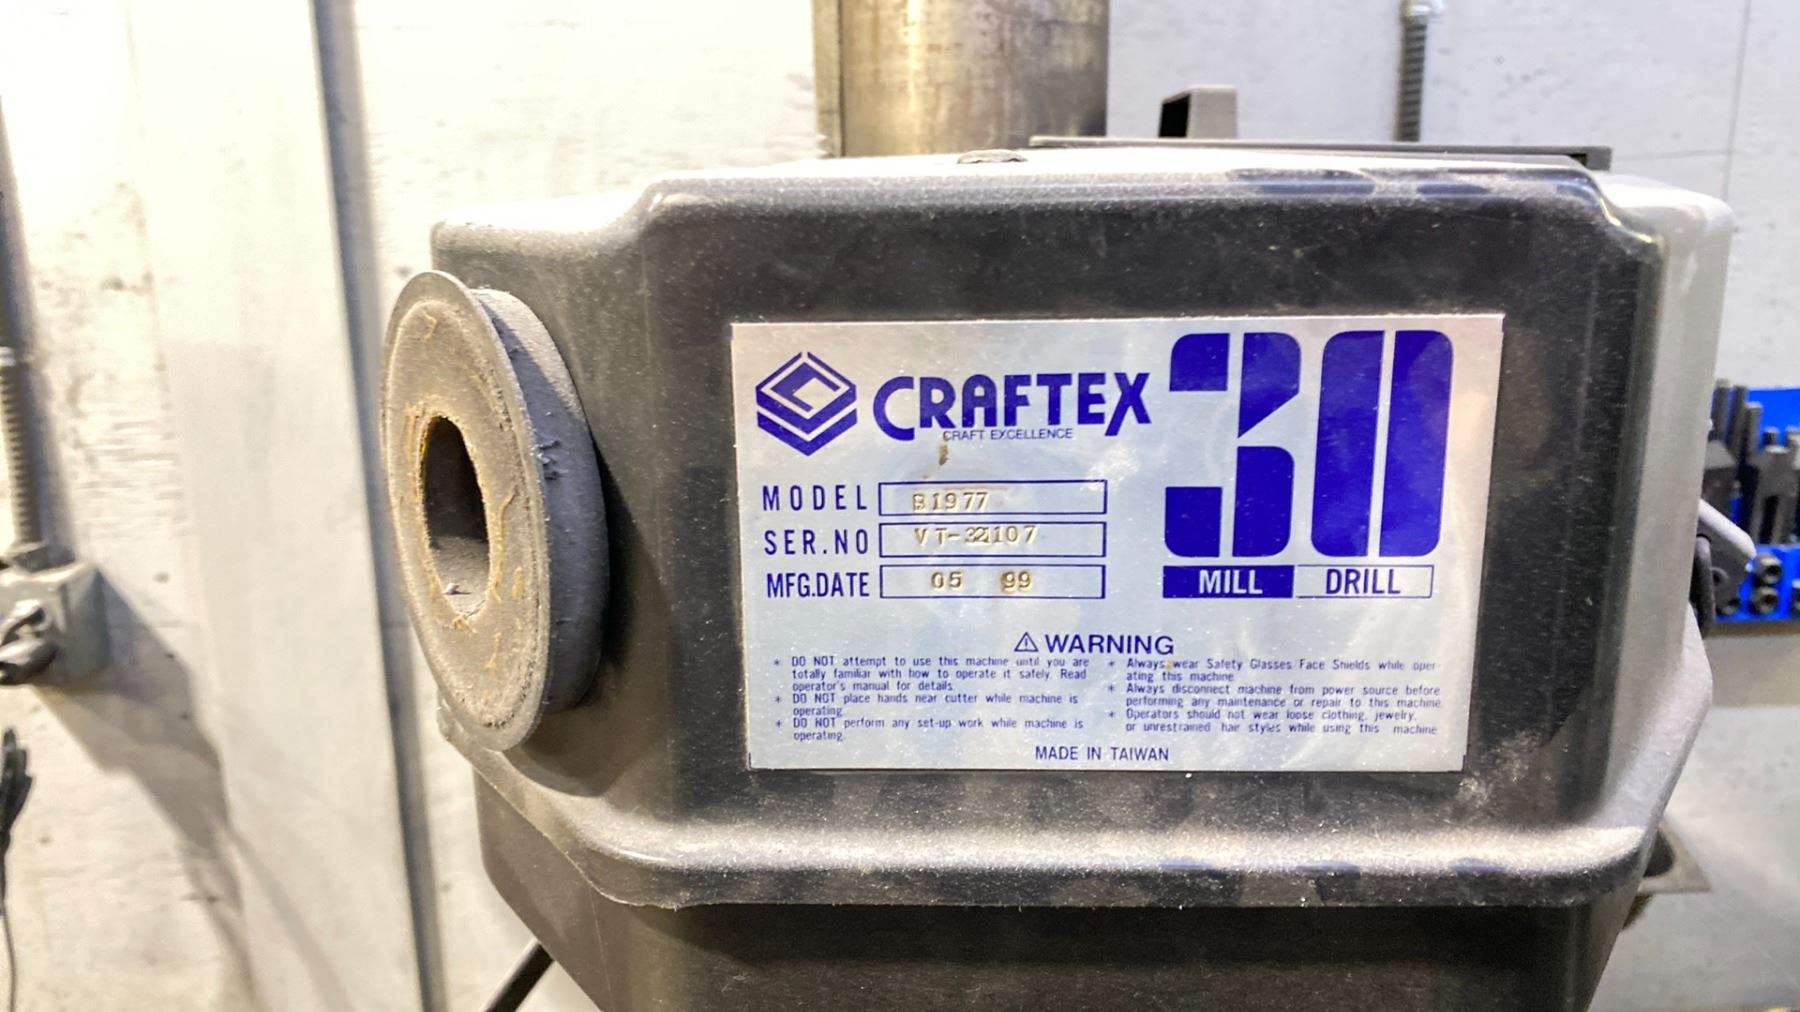 CRAFTEX
CRAFT EXCELLENCE
30
MILL DRILL
MODEL B1977
SER.NO VT-32107
MFG.DATE 05 99
⚠ WARNING
* DO NOT attempt to use this machine until you are
totally familiar with how to operate it safely. Read
operator's manual for details.
* DO NOT place hands near cutter while machine is
operating.
* DO NOT perform any set-up work while machine is
operating.
* Always wear Safety Glasses/Face Shields while oper-
ating this machine
* Always disconnect machine from power source before
performing any maintenance or repair to this machine.
* Operators should not wear loose clothing, jewelry,
or unrestrained hair styles while using this machine
MADE IN TAIWAN